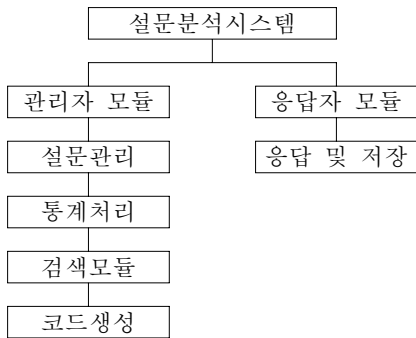 설문분석시스템
관리자 모듈
응답자 모듈
설문관리
응답 및 저장
통계처리
검색모듈
코드생성